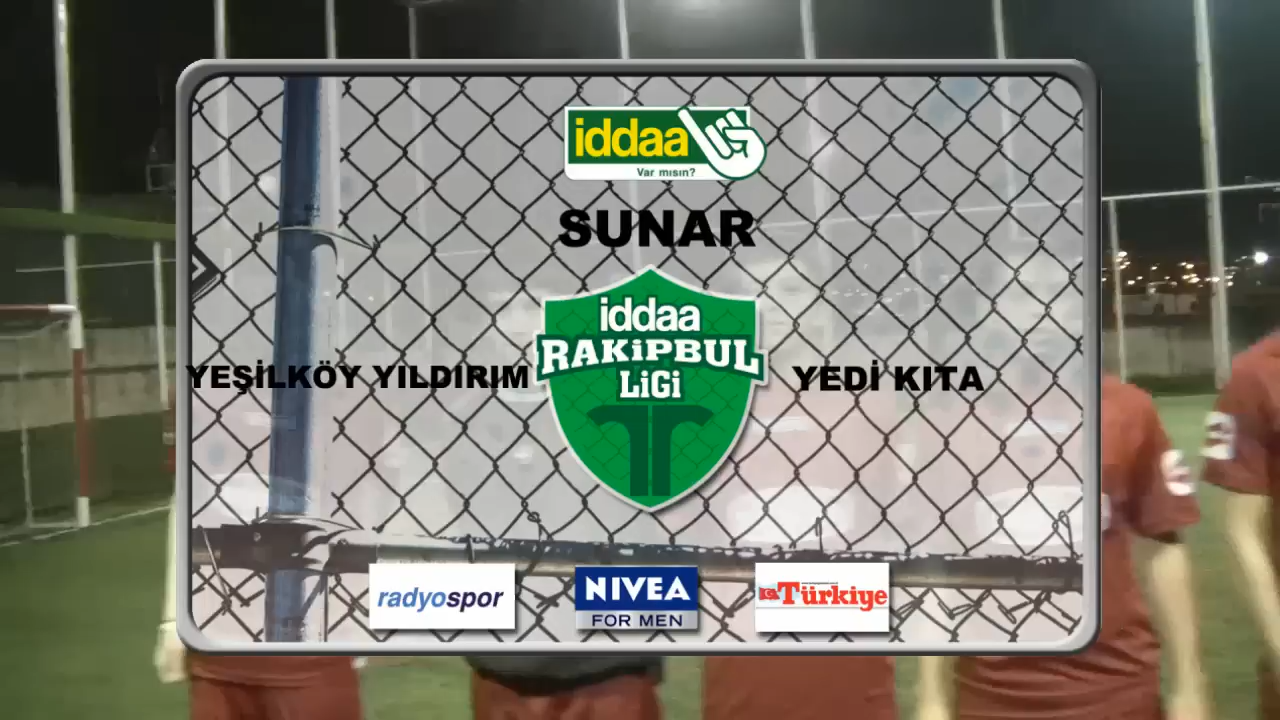 iddaa
Var mısın?
SUNAR
iddaa
RAKiPBUL
LiGi
YEŞİLKÖY YILDIRIM
YEDİ KITA
radyospor
NIVEA
FOR MEN
Türkiye